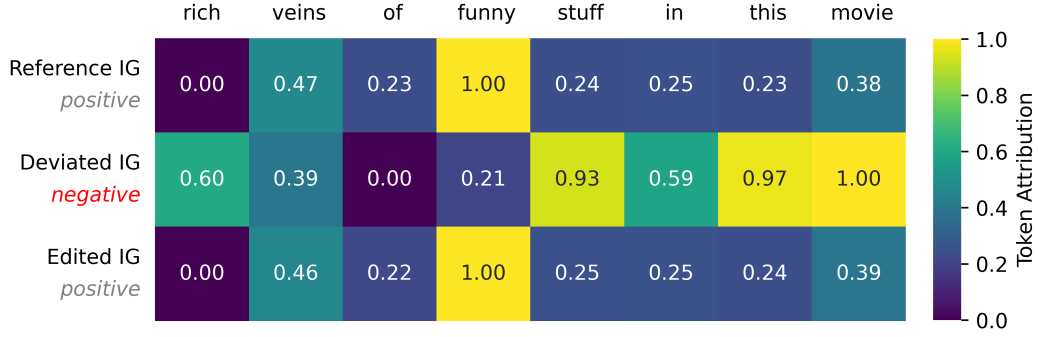 rich veins of funny stuff in this movie
Reference IG 0.00 0.47 0.23 1.00 0.24 0.25 0.23 0.38
positive
Deviated IG 0.60 0.39 0.00 0.21 0.93 0.59 0.97 1.00
negative
Edited IG 0.00 0.46 0.22 1.00 0.25 0.25 0.24 0.39
positive
1.0
0.8
0.6
0.4
0.2
0.0
Token Attribution